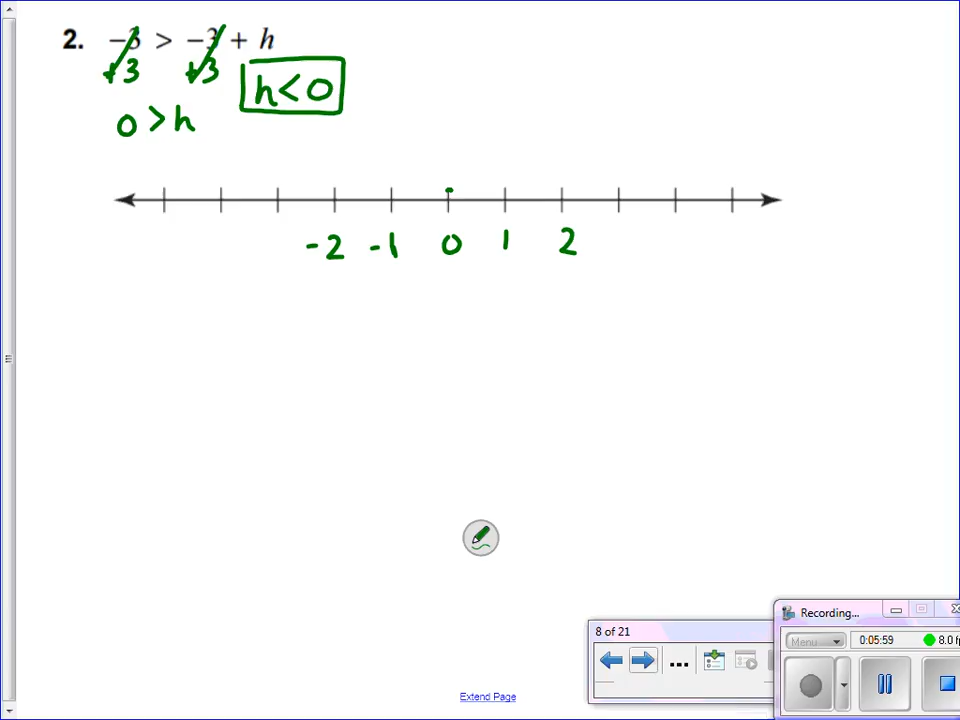 2. −3 > −3 + h
+3 +3
h < 0
0 > h
-2 -1 0 1 2
Recording...
Menu
0:05:59
8.0 fp
8 of 21
...
Extend Page